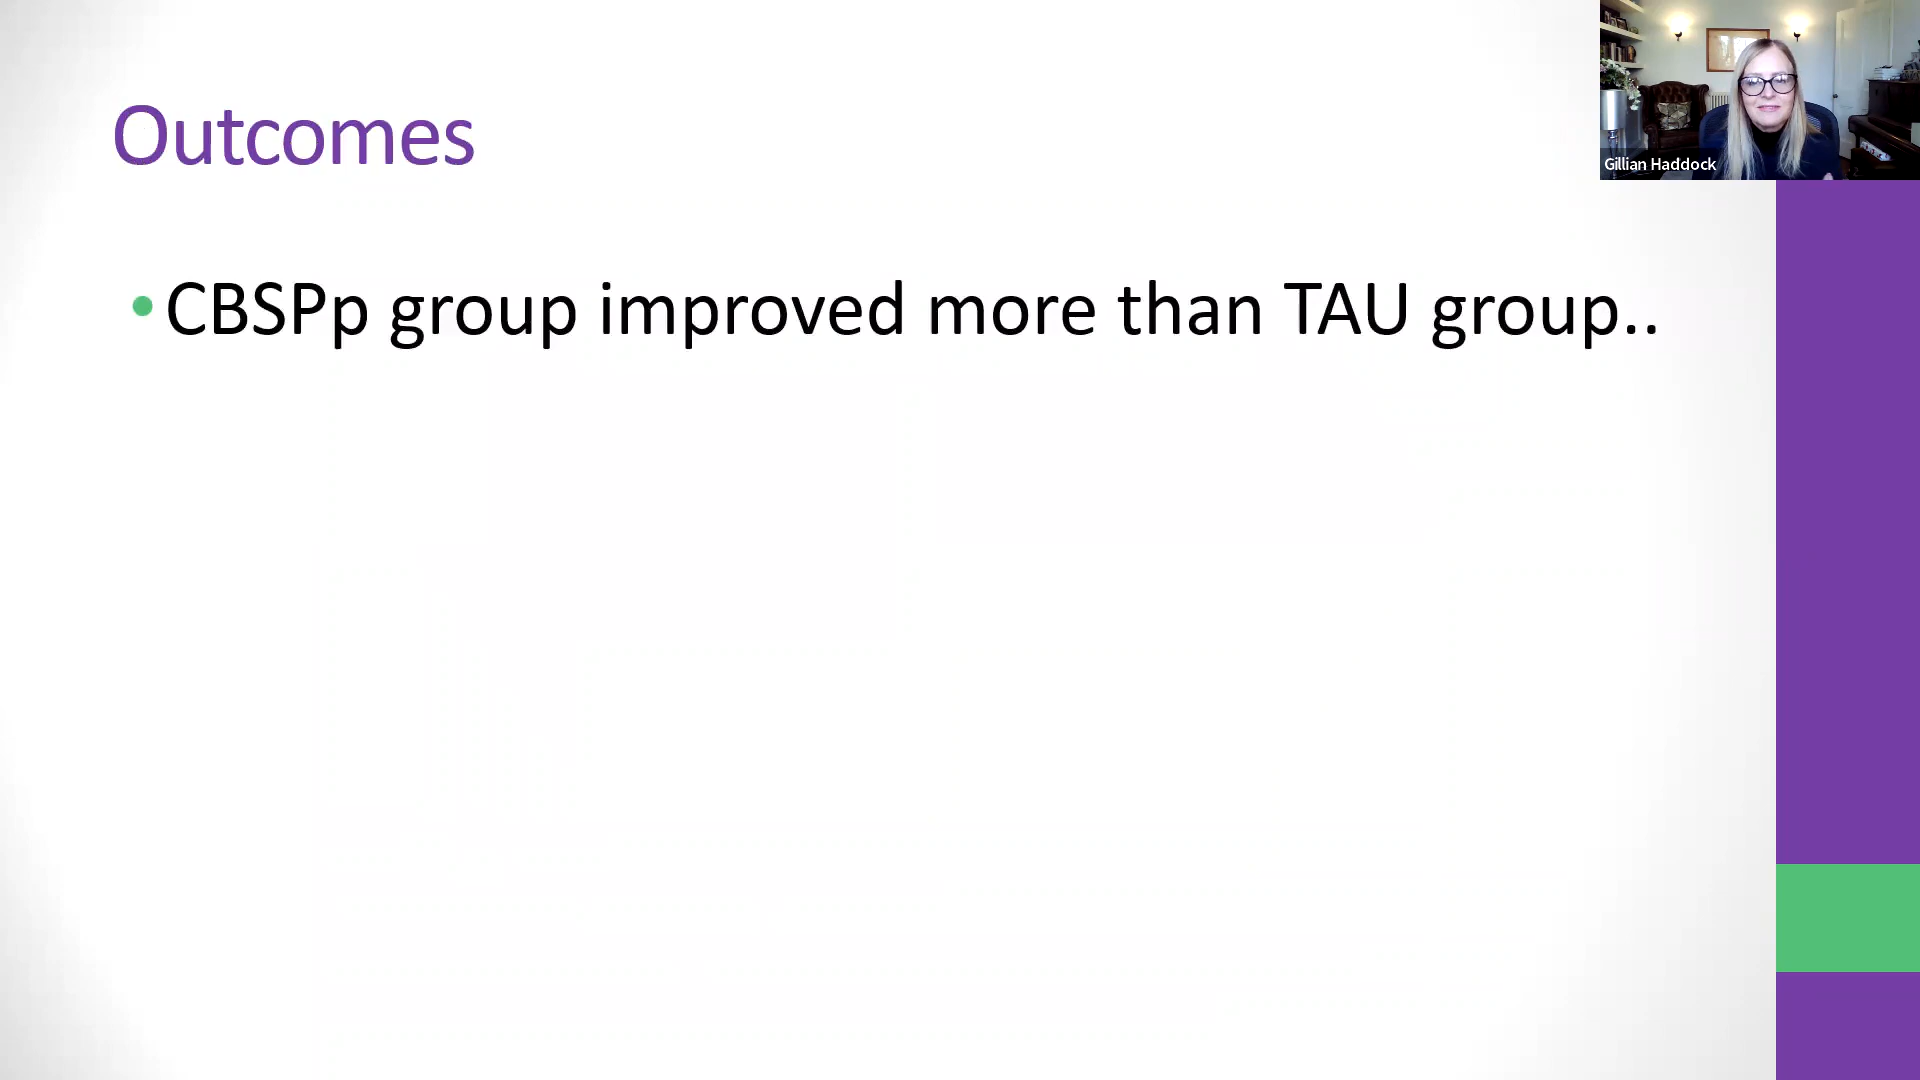 Outcomes
Gillian Haddock
•CBSPp group improved more than TAU group..